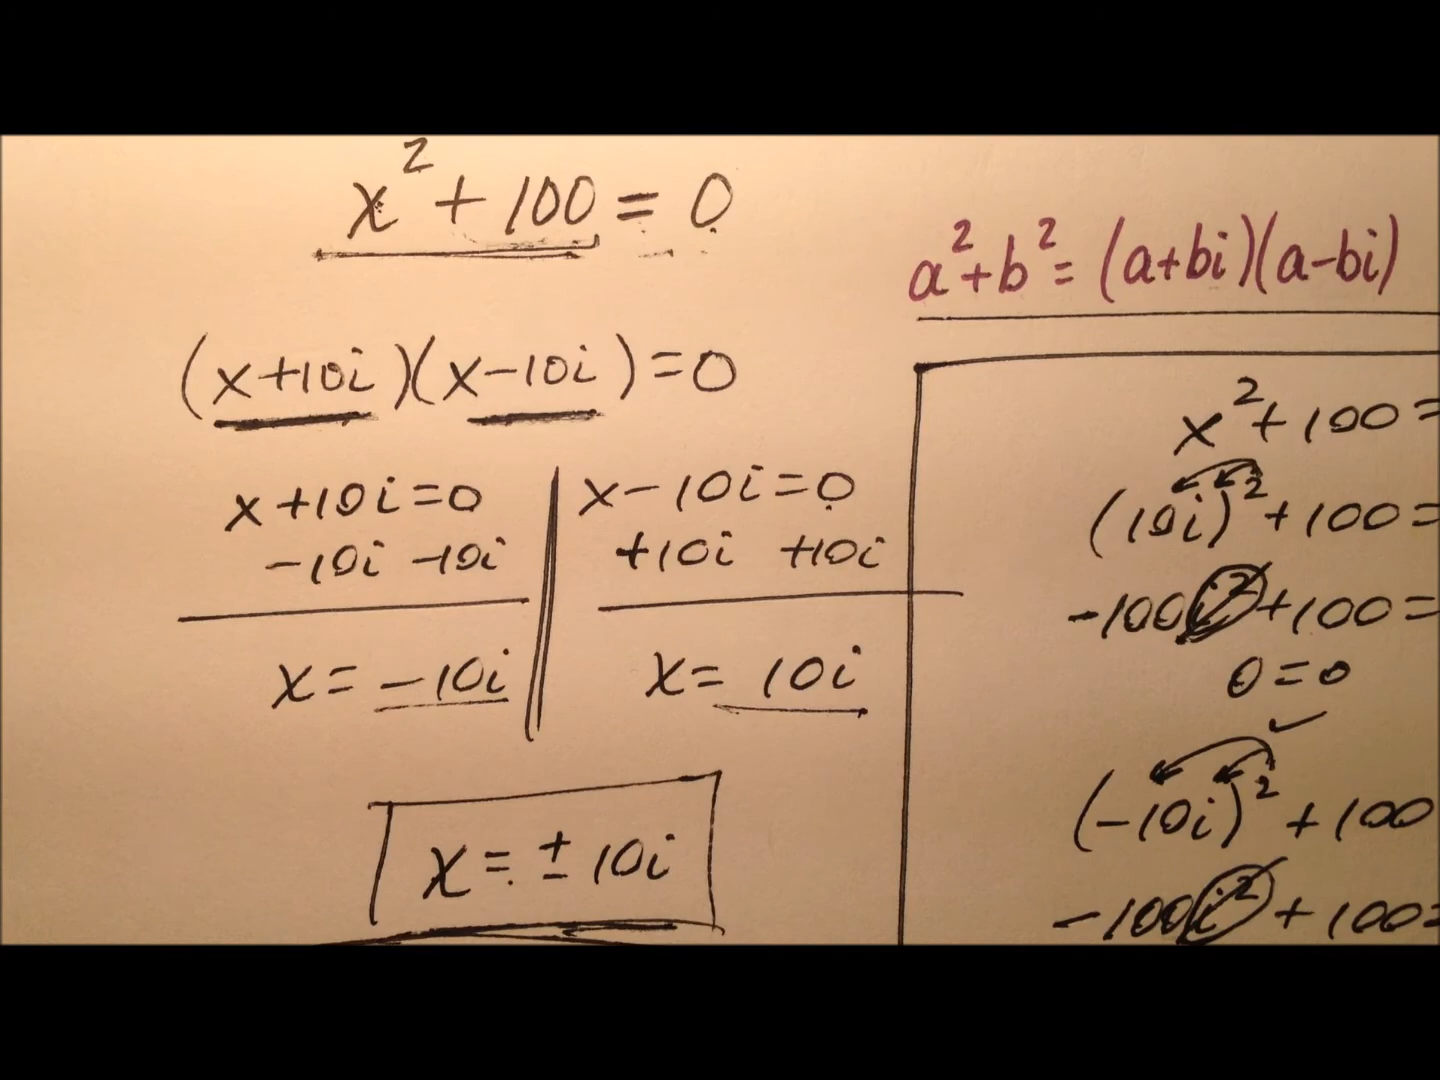 x² + 100 = 0
(x+10i)(x-10i) = 0
x+10i=0
-10i -10i
x = -10i
x-10i=0
+10i +10i
x = 10i
x = ± 10i
a²+b² = (a+bi)(a-bi)
x² + 100 =
(10i)² + 100 =
-100i² + 100 =
0 = 0
✓
(-10i)² + 100
-100i² + 100 =